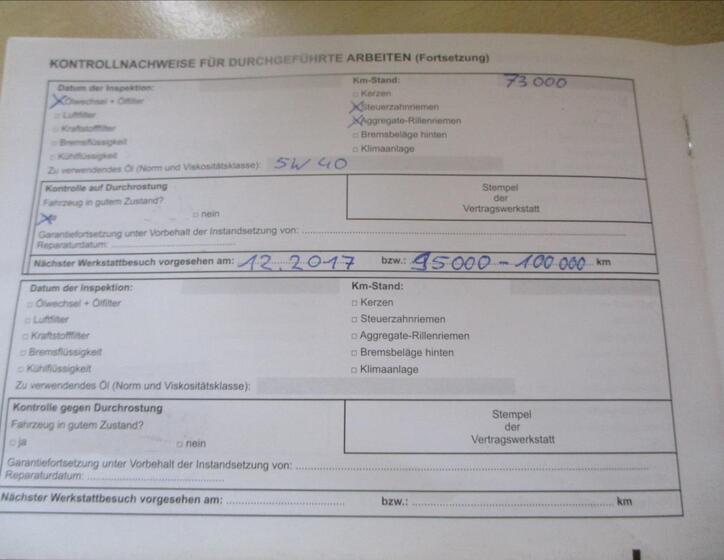 KONTROLLNACHWEISE FÜR DURCHGEFÜHRTE ARBEITEN (Fortsetzung)
Datum der Inspektion: Km-Stand: 73000
☒ Ölwechsel + Ölfilter □ Kerzen
□ Luftfilter ☒ Steuerzahnriemen
□ Kraftstofffilter ☒ Aggregate-Rillenriemen
□ Bremsflüssigkeit □ Bremsbeläge hinten
□ Kühlflüssigkeit □ Klimaanlage
Zu verwendendes Öl (Norm und Viskositätsklasse): 5W 40
Kontrolle auf Durchrostung
Fahrzeug in gutem Zustand?
☒ □ nein
Stempel
der
Vertragswerkstatt
Garantiefortsetzung unter Vorbehalt der Instandsetzung von:
Reparaturdatum:
Nächster Werkstattbesuch vorgesehen am: 12.2017 bzw.: 95000 - 100 000 km
Datum der Inspektion: Km-Stand:
□ Ölwechsel + Ölfilter □ Kerzen
□ Luftfilter □ Steuerzahnriemen
□ Kraftstofffilter □ Aggregate-Rillenriemen
□ Bremsflüssigkeit □ Bremsbeläge hinten
□ Kühlflüssigkeit □ Klimaanlage
Zu verwendendes Öl (Norm und Viskositätsklasse):
Kontrolle gegen Durchrostung
Fahrzeug in gutem Zustand?
□ ja □ nein
Stempel
der
Vertragswerkstatt
Garantiefortsetzung unter Vorbehalt der Instandsetzung von:
Reparaturdatum:
Nächster Werkstattbesuch vorgesehen am: bzw.: km